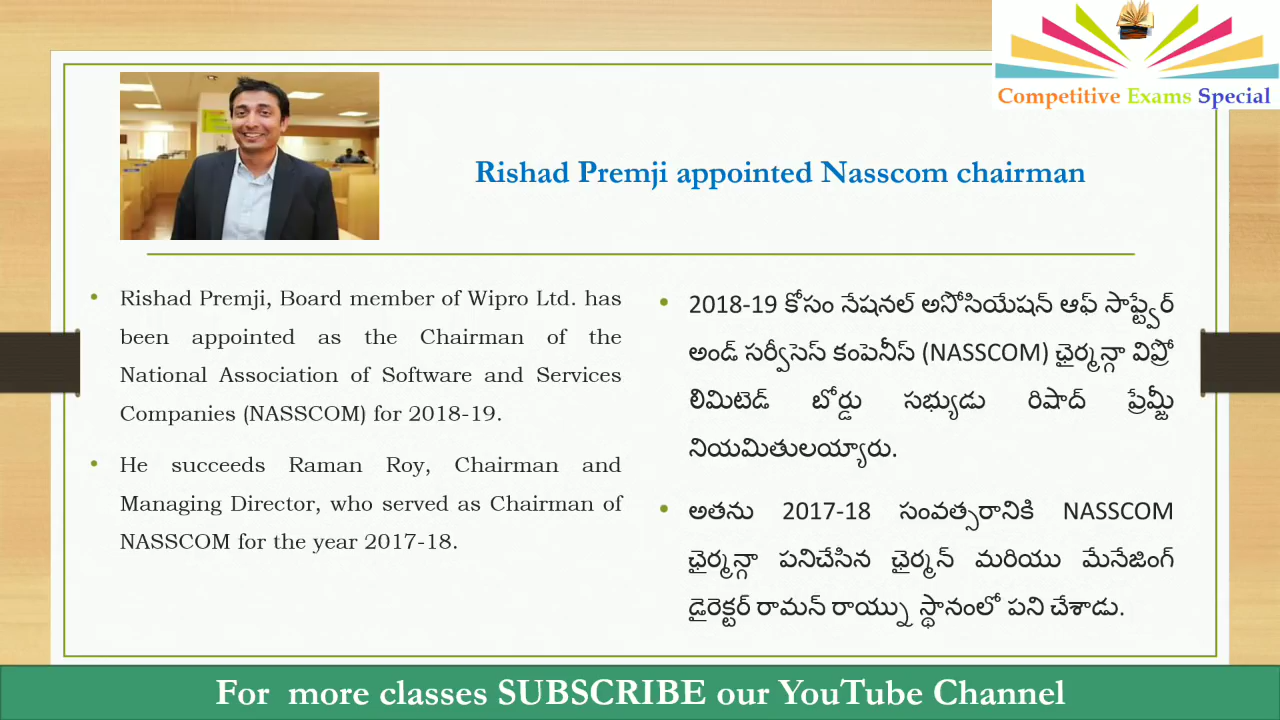 Competitive Exams Special
Rishad Premji appointed Nasscom chairman
• Rishad Premji, Board member of Wipro Ltd. has
been appointed as the Chairman of the
National Association of Software and Services
Companies (NASSCOM) for 2018-19.
• He succeeds Raman Roy, Chairman and
Managing Director, who served as Chairman of
NASSCOM for the year 2017-18.
• 2018-19 కోసం నేషనల్ అసోసియేషన్ ఆఫ్ సాఫ్ట్వేర్
అండ్ సర్వీసెస్ కంపెనీస్ (NASSCOM) ఛైర్మన్గా విప్రో
లిమిటెడ్ బోర్డు సభ్యుడు రిషాద్ ప్రేమ్జీ
నియమితులయ్యారు.
• అతను 2017-18 సంవత్సరానికి NASSCOM
ఛైర్మన్గా పనిచేసిన ఛైర్మన్ మరియు మేనేజింగ్
డైరెక్టర్ రామన్ రాయ్ను స్థానంలో పని చేశాడు.
For more classes SUBSCRIBE our YouTube Channel